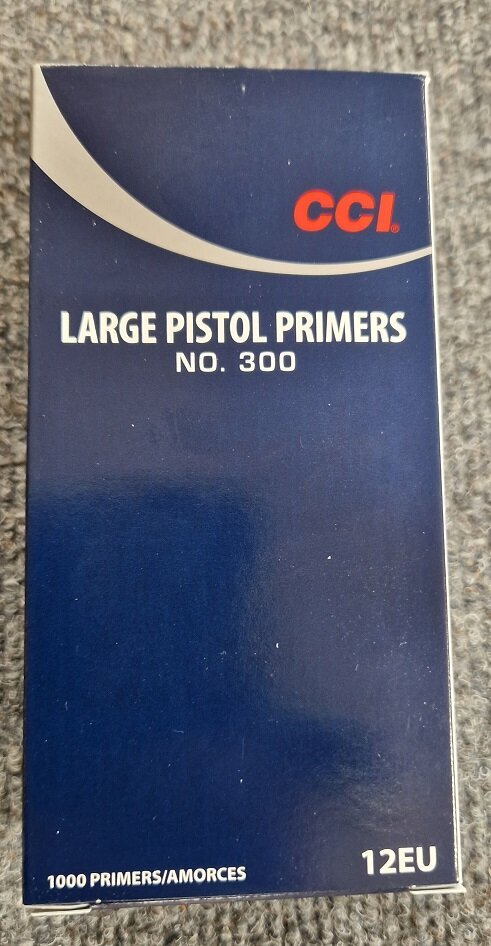 CCI®
LARGE PISTOL PRIMERS
NO. 300
1000 PRIMERS/AMORCES
12EU